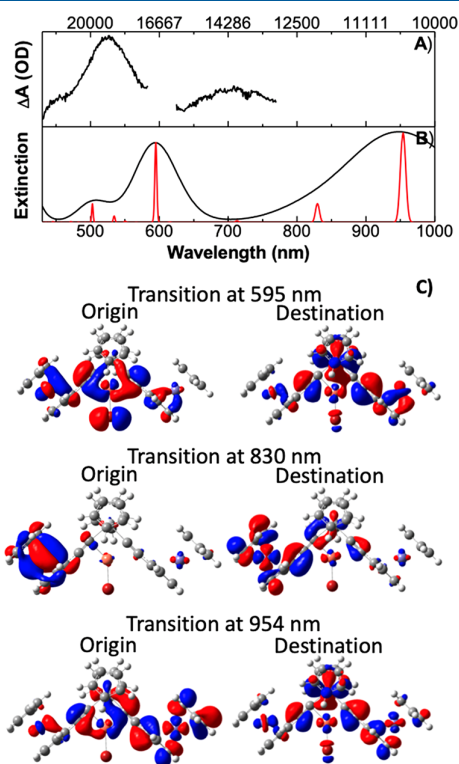 20000 16667 14286 12500 11111 10000
A)
ΔA (OD)
B)
Extinction
500 600 700 800 900 1000
Wavelength (nm)
C)
Transition at 595 nm
Origin Destination
Transition at 830 nm
Origin Destination
Transition at 954 nm
Origin Destination